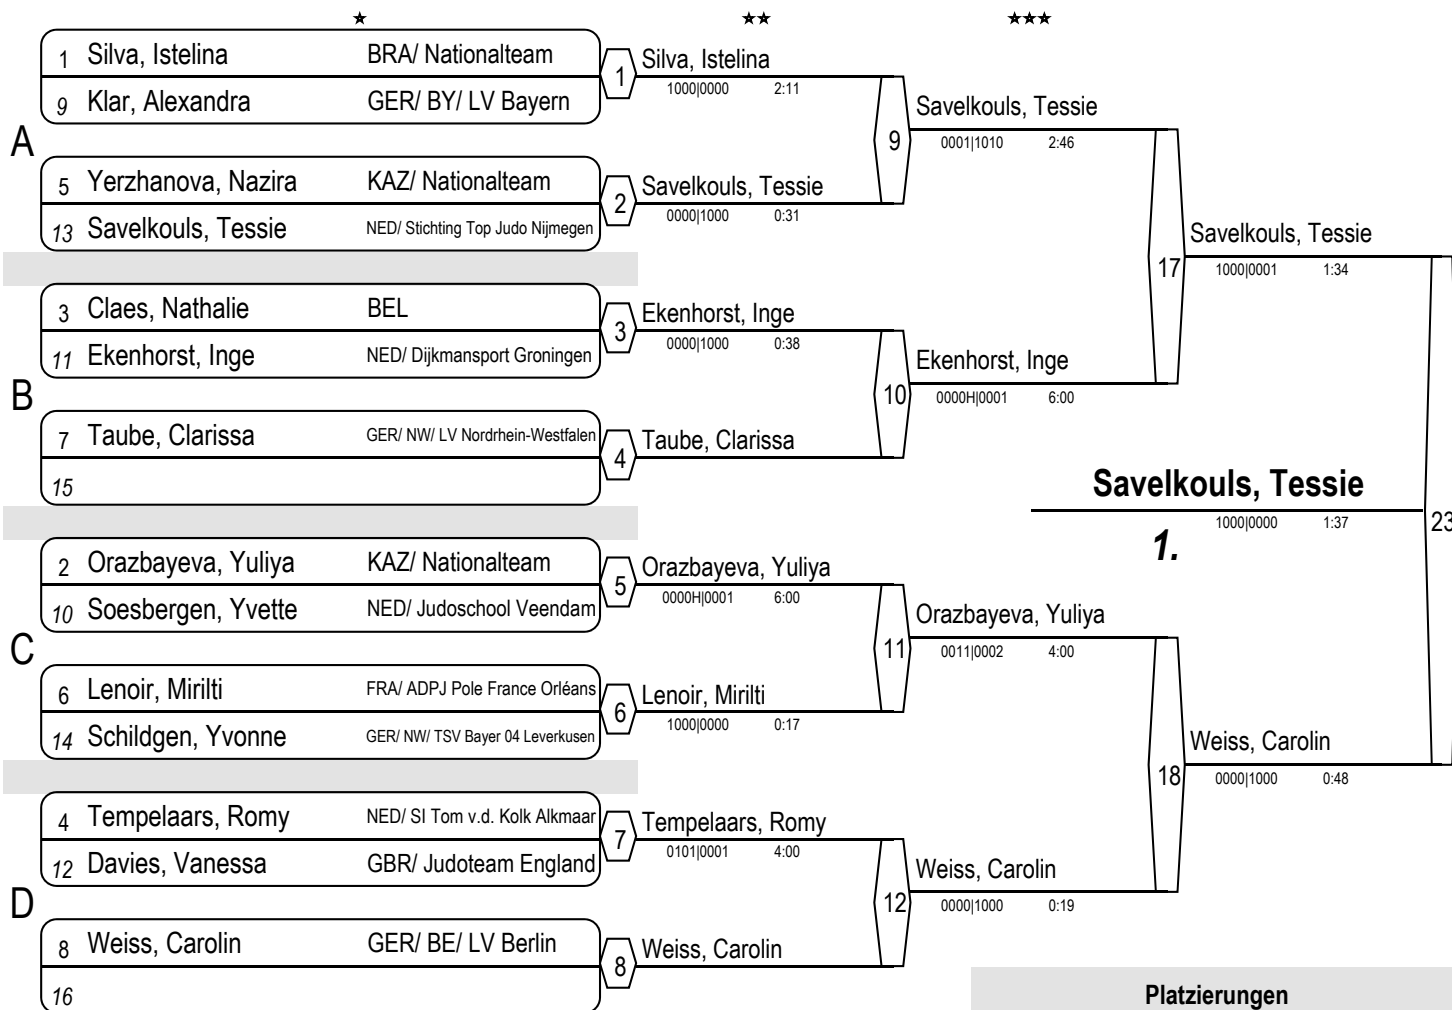 ★ ★★ ★★★
1 Silva, Istelina BRA/ Nationalteam
9 Klar, Alexandra GER/ BY/ LV Bayern
A
5 Yerzhanova, Nazira KAZ/ Nationalteam
13 Savelkouls, Tessie NED/ Stichting Top Judo Nijmegen
3 Claes, Nathalie BEL
11 Ekenhorst, Inge NED/ Dijkmansport Groningen
B
7 Taube, Clarissa GER/ NW/ LV Nordrhein-Westfalen
15
2 Orazbayeva, Yuliya KAZ/ Nationalteam
10 Soesbergen, Yvette NED/ Judoschool Veendam
C
6 Lenoir, Mirilti FRA/ ADPJ Pole France Orléans
14 Schildgen, Yvonne GER/ NW/ TSV Bayer 04 Leverkusen
4 Tempelaars, Romy NED/ SI Tom v.d. Kolk Alkmaar
12 Davies, Vanessa GBR/ Judoteam England
D
8 Weiss, Carolin GER/ BE/ LV Berlin
16
1 Silva, Istelina
1000|0000 2:11
2 Savelkouls, Tessie
0000|1000 0:31
3 Ekenhorst, Inge
0000|1000 0:38
4 Taube, Clarissa
5 Orazbayeva, Yuliya
0000H|0001 6:00
6 Lenoir, Mirilti
1000|0000 0:17
7 Tempelaars, Romy
0101|0001 4:00
8 Weiss, Carolin
9 Savelkouls, Tessie
0001|1010 2:46
10 Ekenhorst, Inge
0000H|0001 6:00
11 Orazbayeva, Yuliya
0011|0002 4:00
12 Weiss, Carolin
0000|1000 0:19
17 Savelkouls, Tessie
1000|0001 1:34
18 Weiss, Carolin
0000|1000 0:48
Savelkouls, Tessie
1000|0000 1:37 23
1.
Platzierungen